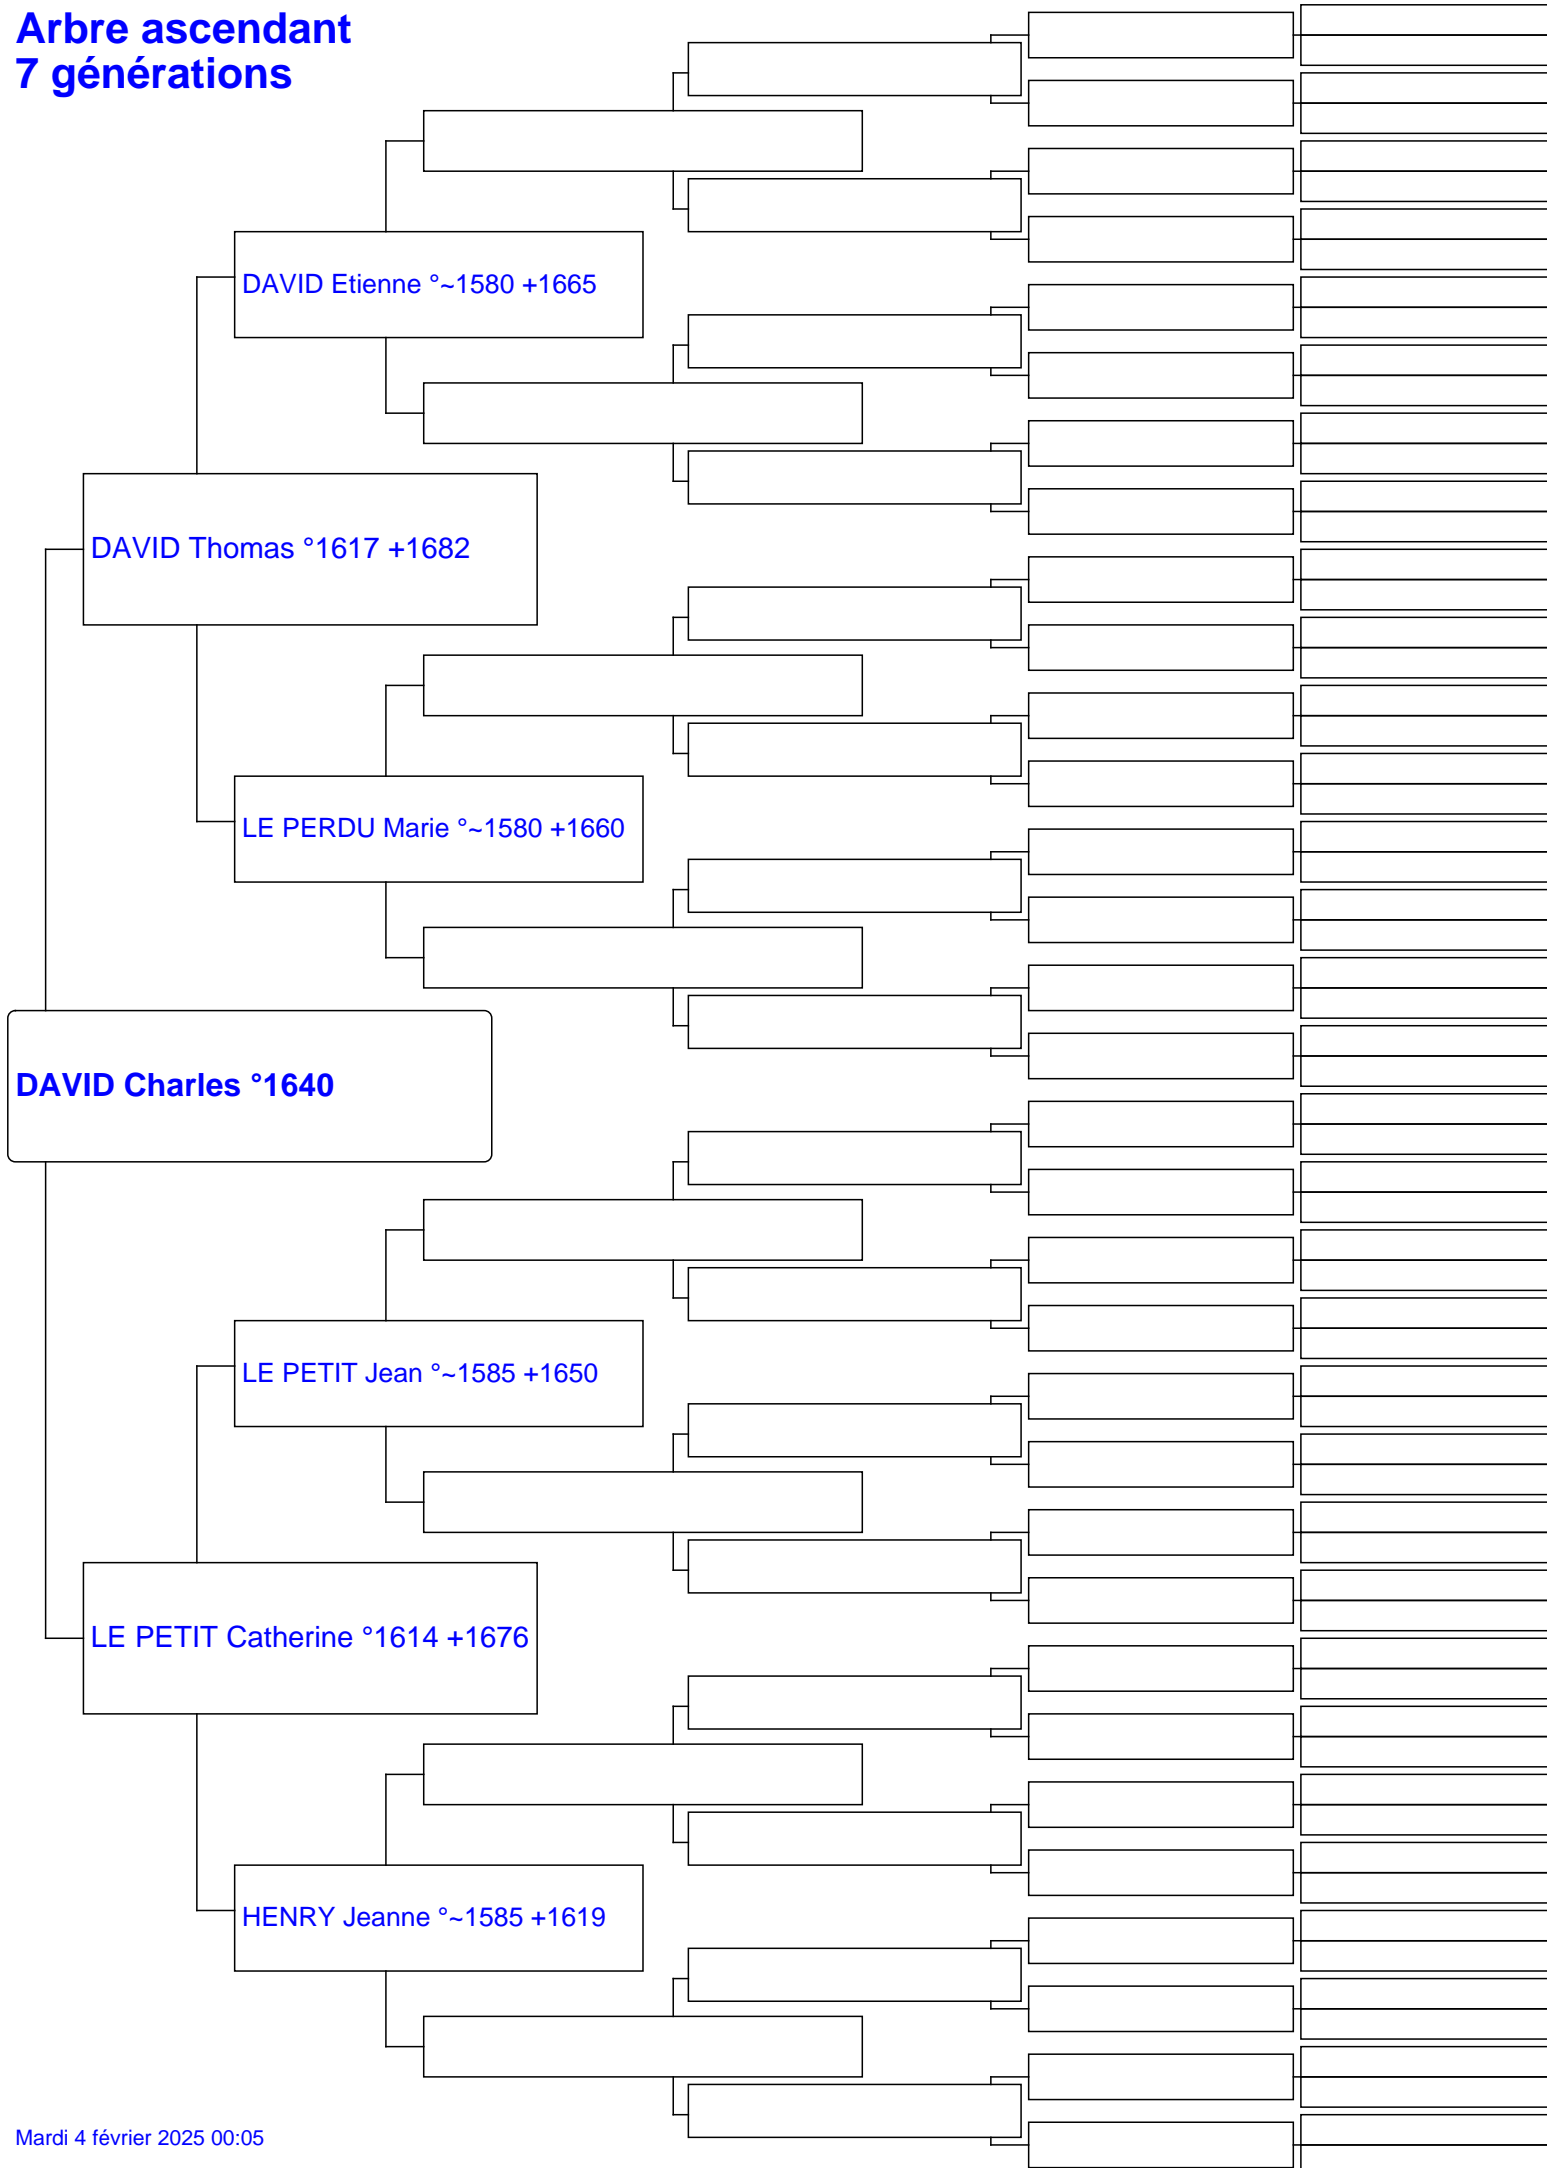 Arbre ascendant
7 générations
DAVID Etienne °~1580 +1665
DAVID Thomas °1617 +1682
LE PERDU Marie °~1580 +1660
DAVID Charles °1640
LE PETIT Jean °~1585 +1650
LE PETIT Catherine °1614 +1676
HENRY Jeanne °~1585 +1619
Mardi 4 février 2025 00:05